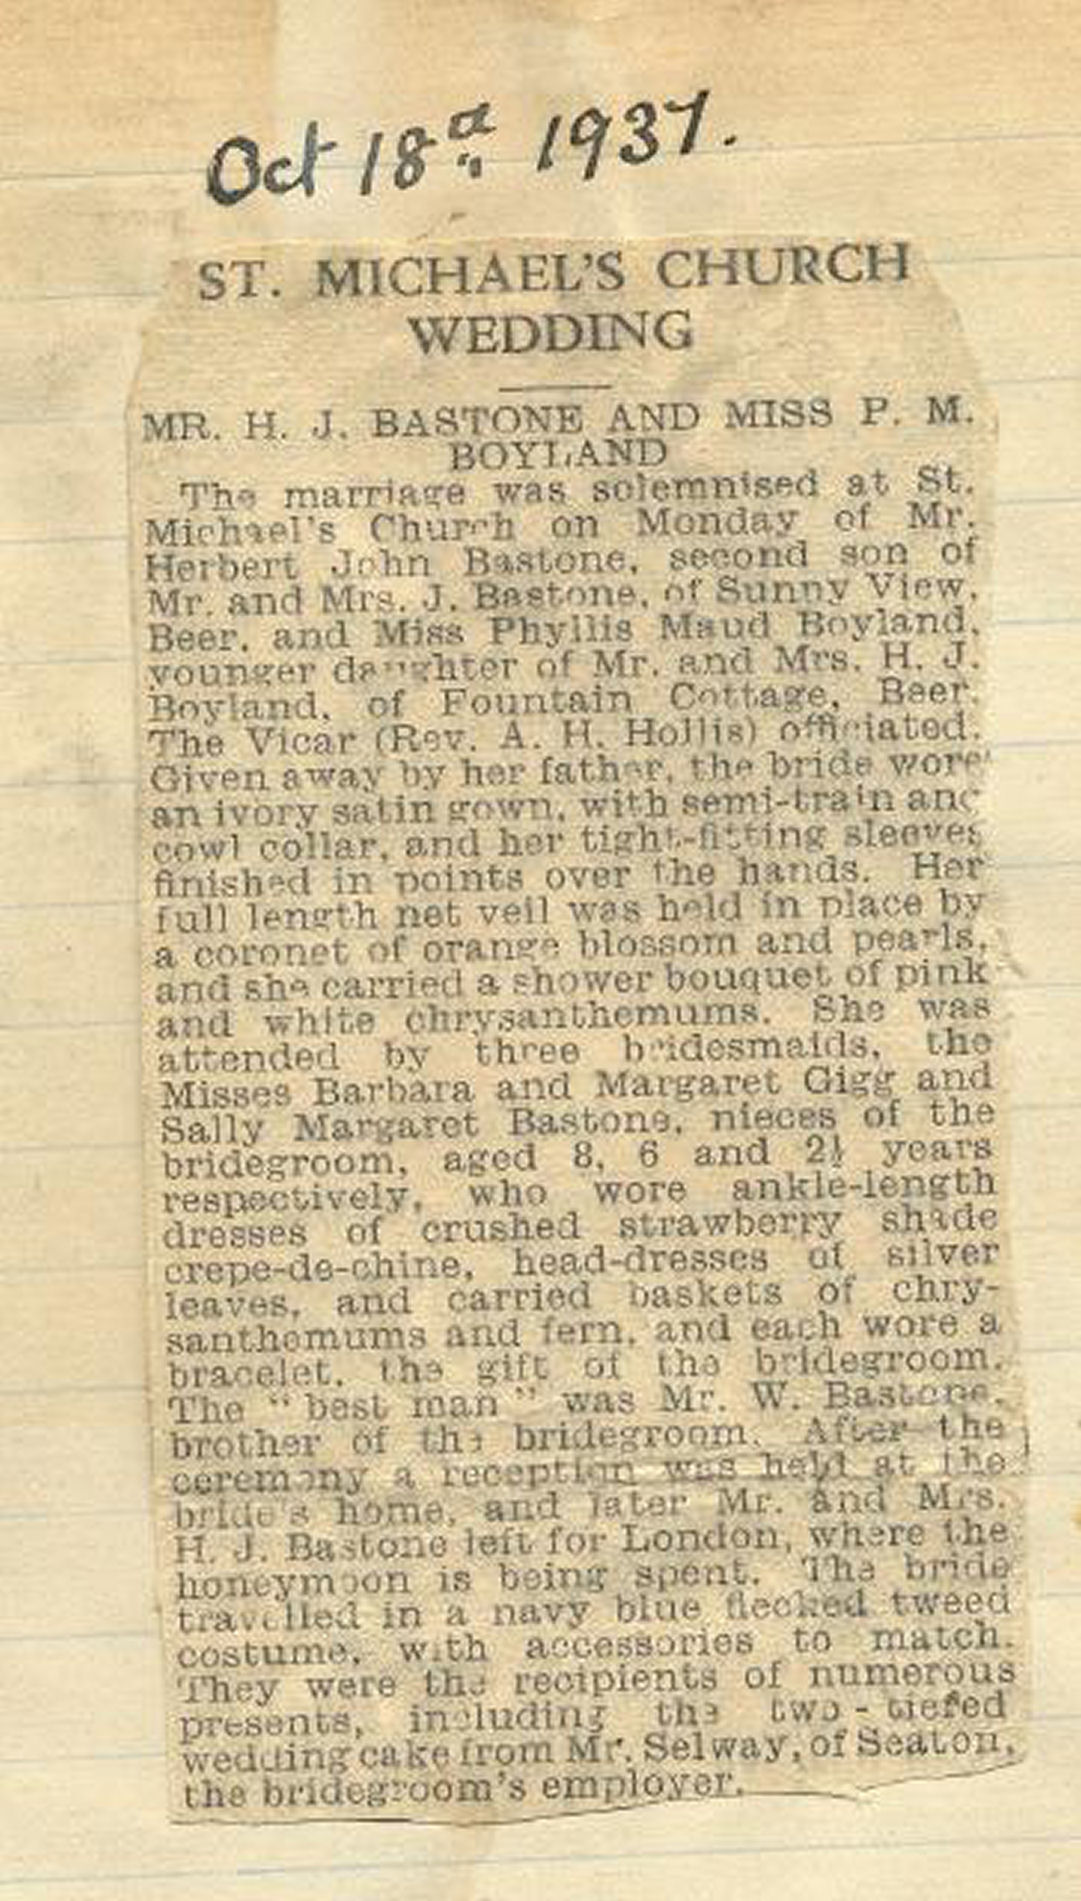 Oct 18th 1937.
ST. MICHAEL'S CHURCH
WEDDING
MR. H. J. BASTONE AND MISS P. M.
BOYLAND
The marriage was solemnised at St.
Michael's Church on Monday of Mr.
Herbert John Bastone, second son of
Mr. and Mrs. J. Bastone, of Sunny View,
Beer, and Miss Phyllis Maud Boyland,
younger daughter of Mr. and Mrs. H. J.
Boyland, of Fountain Cottage, Beer.
The Vicar (Rev. A. H. Hollis) officiated.
Given away by her father, the bride wore
an ivory satin gown, with semi-train and
cowl collar, and her tight-fitting sleeves
finished in points over the hands. Her
full length net veil was held in place by
a coronet of orange blossom and pearls,
and she carried a shower bouquet of pink
and white chrysanthemums. She was
attended by three bridesmaids, the
Misses Barbara and Margaret Gigg and
Sally Margaret Bastone, nieces of the
bridegroom, aged 8, 6 and 2½ years
respectively, who wore ankle-length
dresses of crushed strawberry shade
crepe-de-chine, head-dresses of silver
leaves, and carried baskets of chry-
santhemums and fern, and each wore a
bracelet, the gift of the bridegroom.
The "best man" was Mr. W. Bastone,
brother of the bridegroom. After the
ceremony a reception was held at the
bride's home, and later Mr. and Mrs.
H. J. Bastone left for London, where the
honeymoon is being spent. The bride
travelled in a navy blue flecked tweed
costume, with accessories to match.
They were the recipients of numerous
presents, including the two-tiered
wedding cake from Mr. Selway, of Seaton,
the bridegroom's employer.